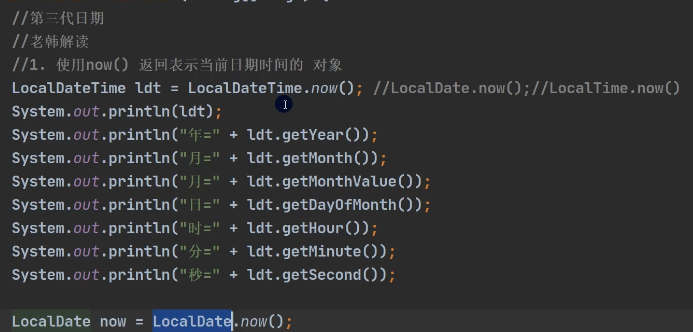 //第三代日期
//老韩解读
//1. 使用now() 返回表示当前日期时间的 对象
LocalDateTime ldt = LocalDateTime.now(); //LocalDate.now();//LocalTime.now()
System.out.println(ldt);
System.out.println("年=" + ldt.getYear());
System.out.println("月=" + ldt.getMonth());
System.out.println("月=" + ldt.getMonthValue());
System.out.println("日=" + ldt.getDayOfMonth());
System.out.println("时=" + ldt.getHour());
System.out.println("分=" + ldt.getMinute());
System.out.println("秒=" + ldt.getSecond());
LocalDate now = LocalDate.now();